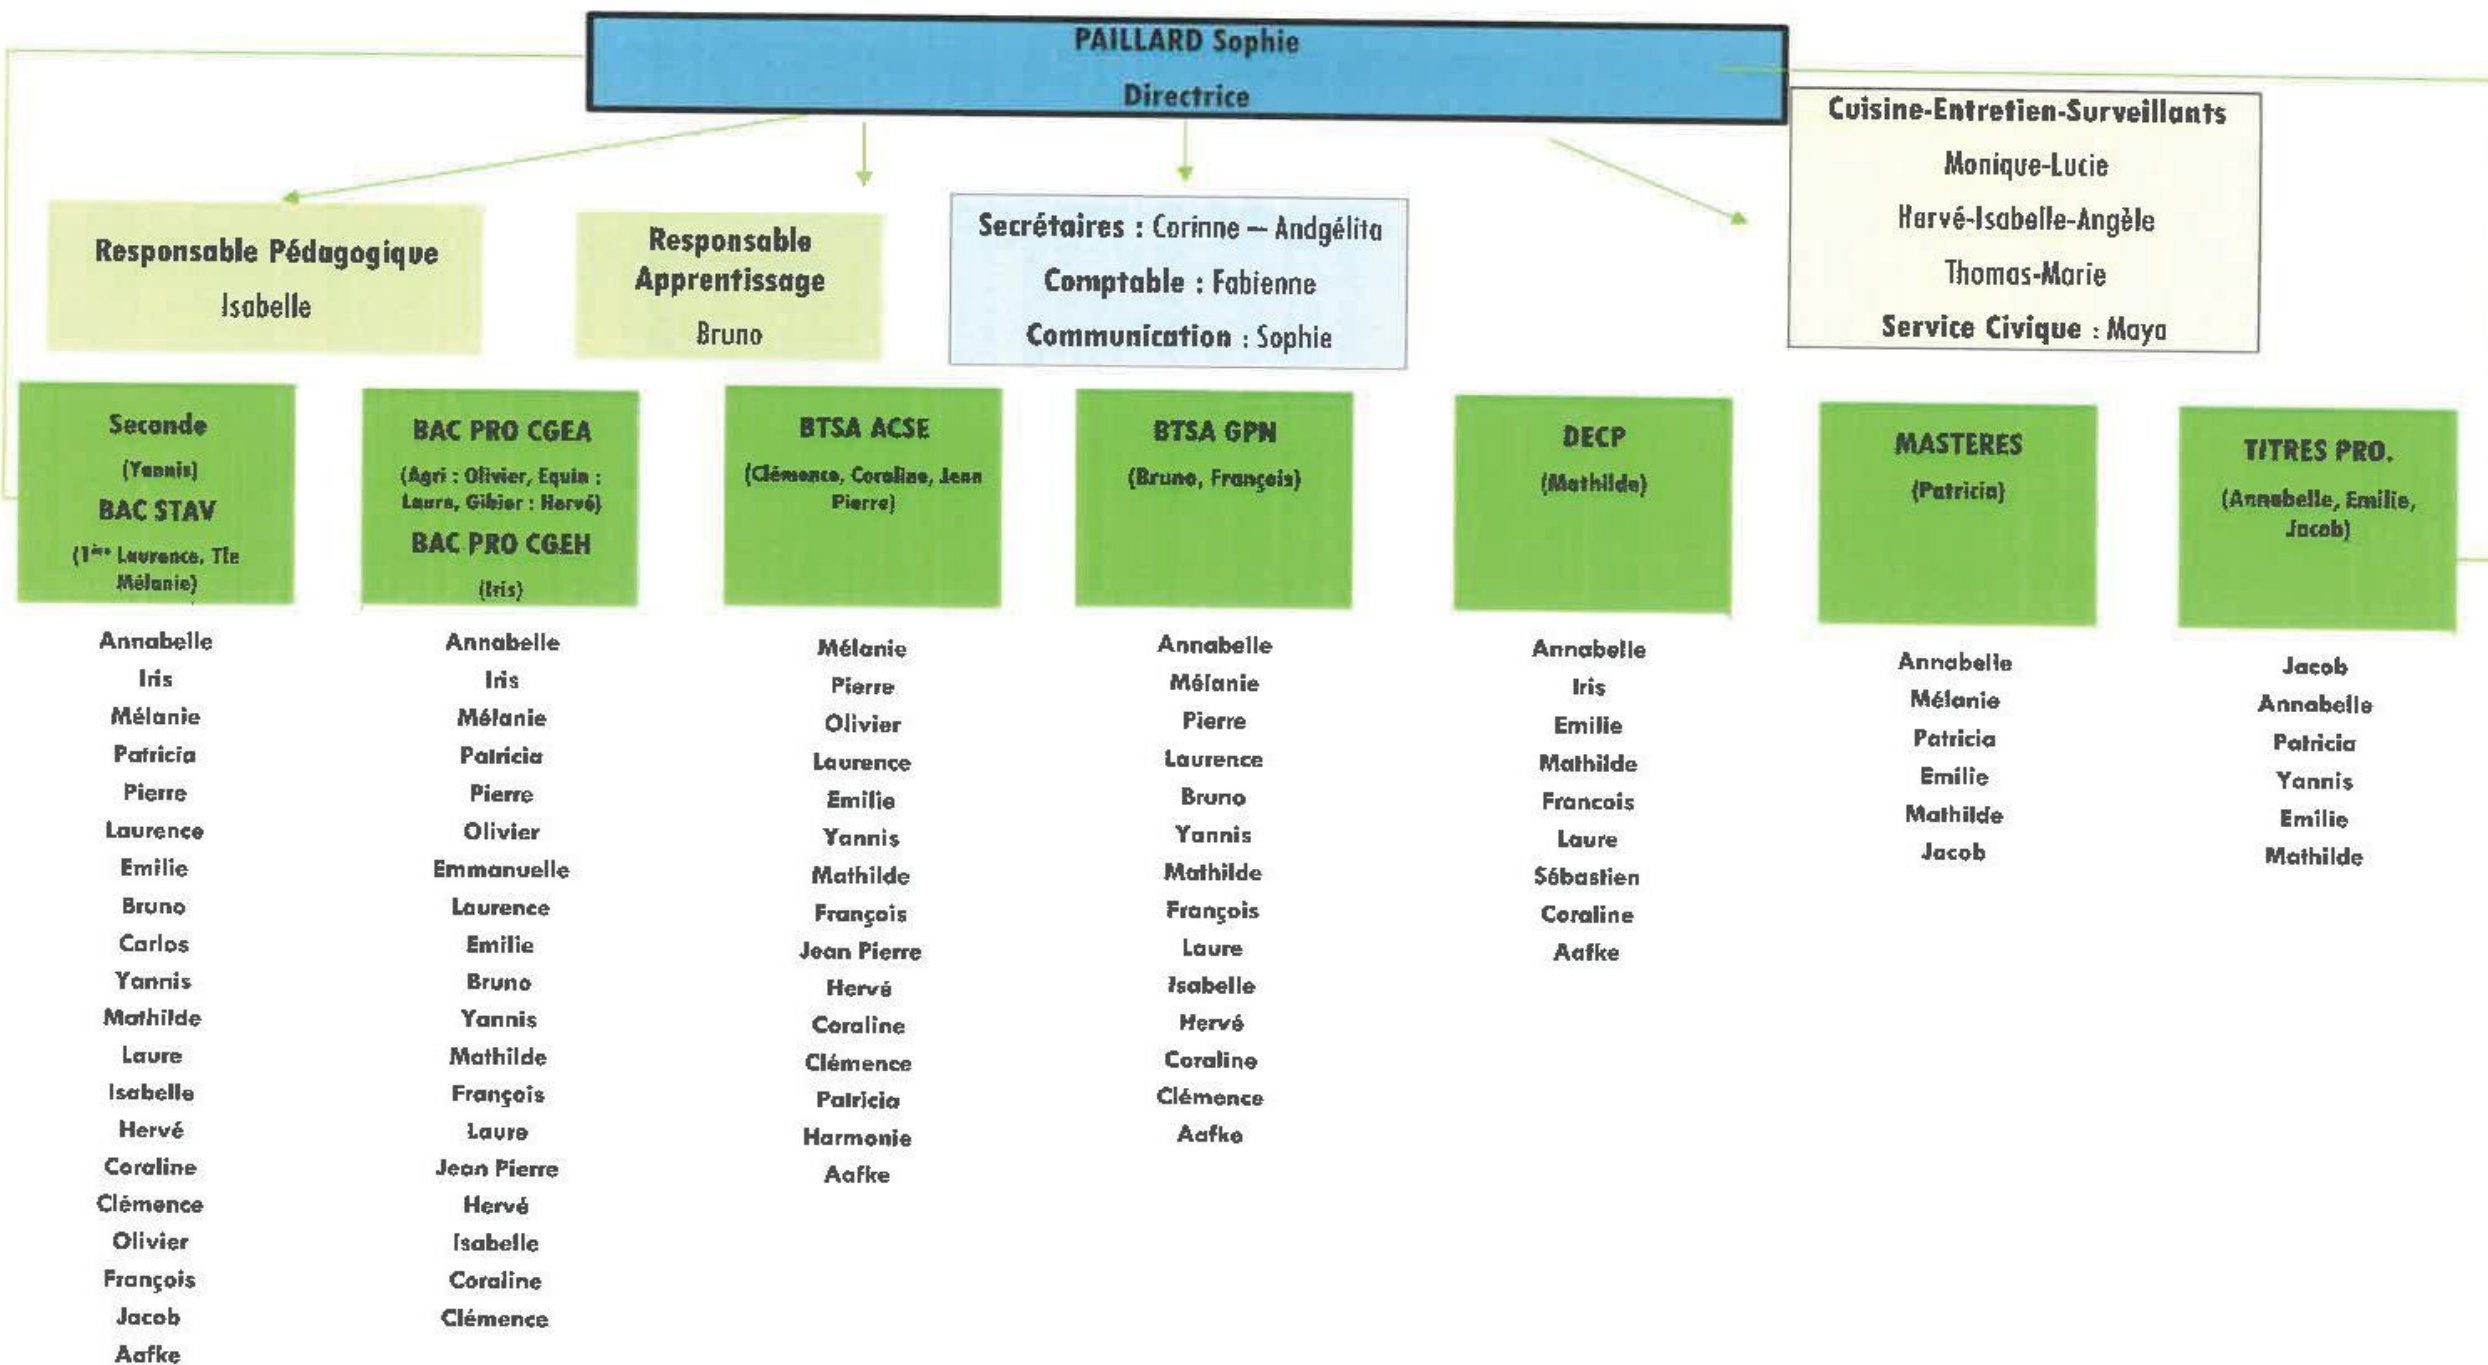 PAILLARD Sophie
Directrice
Cuisine-Entretien-Surveillants
Monique-Lucie
Hervé-Isabelle-Angèle
Thomas-Marie
Service Civique : Maya
Responsable Pédagogique
Isabelle
Responsable
Apprentissage
Bruno
Secrétaires : Corinne – Andgélita
Comptable : Fabienne
Communication : Sophie
Seconde
(Yannis)
BAC STAV
(1ère Laurence, Tle
Mélanie)
BAC PRO CGEA
(Agri : Olivier, Equin :
Laure, Gibier : Hervé)
BAC PRO CGEH
(Iris)
BTSA ACSE
(Clémence, Coraline, Jean
Pierre)
BTSA GPN
(Bruno, François)
DECP
(Mathilde)
MASTERES
(Patricia)
TITRES PRO.
(Annabelle, Emilie,
Jacob)
Annabelle
Iris
Mélanie
Patricia
Pierre
Laurence
Emilie
Bruno
Carlos
Yannis
Mathilde
Laure
Isabelle
Hervé
Coraline
Clémence
Olivier
François
Jacob
Aafke
Annabelle
Iris
Mélanie
Patricia
Pierre
Olivier
Emmanuelle
Laurence
Emilie
Bruno
Yannis
Mathilde
François
Laure
Jean Pierre
Hervé
Isabelle
Coraline
Clémence
Mélanie
Pierre
Olivier
Laurence
Emilie
Yannis
Mathilde
François
Jean Pierre
Hervé
Coraline
Clémence
Patricia
Harmonie
Aafke
Annabelle
Mélanie
Pierre
Laurence
Bruno
Yannis
Mathilde
François
Laure
Isabelle
Hervé
Coraline
Clémence
Aafke
Annabelle
Iris
Emilie
Mathilde
Francois
Laure
Sébastien
Coraline
Aafke
Annabelle
Mélanie
Patricia
Emilie
Mathilde
Jacob
Jacob
Annabelle
Patricia
Yannis
Emilie
Mathilde